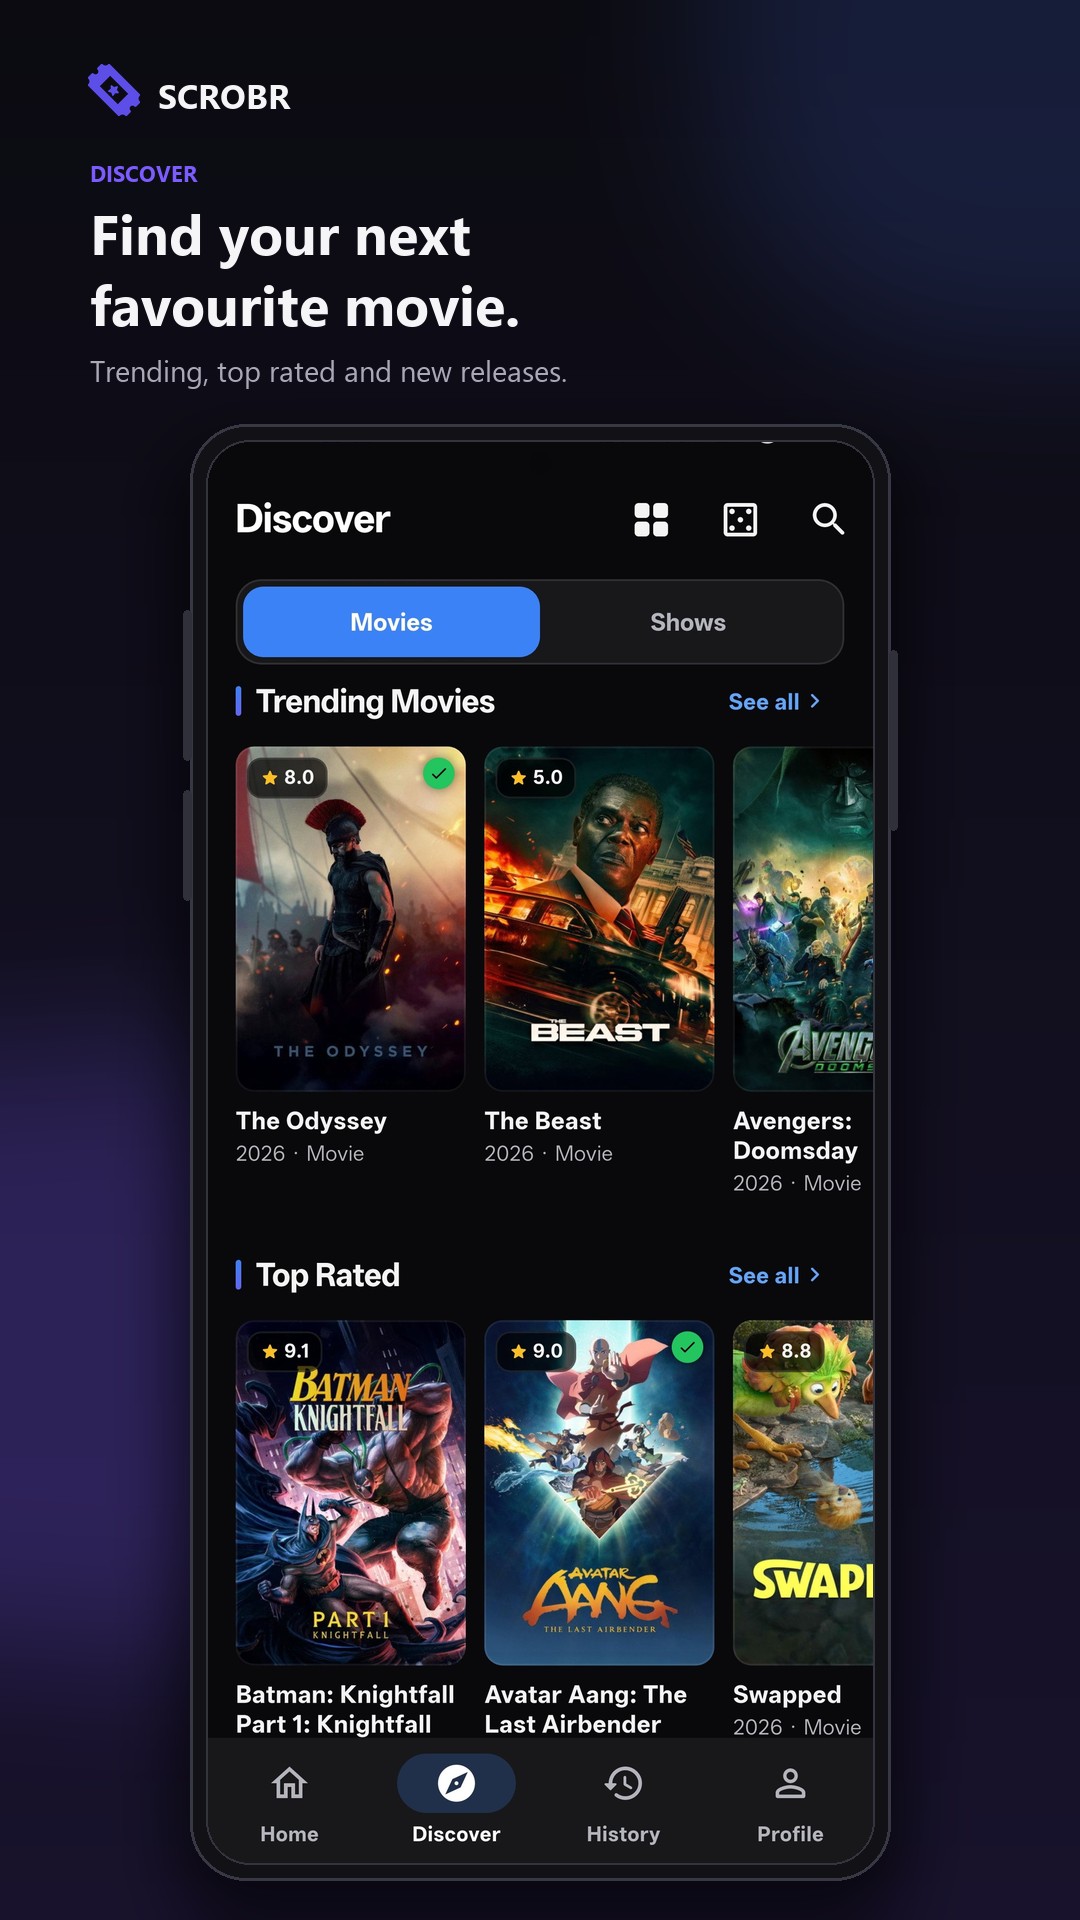 SCROBR
DISCOVER
Find your next
favourite movie.
Trending, top rated and new releases.
Discover
Movies
Shows
Trending Movies
See all
8.0
5.0
THE ODYSSEY
THE
BEAST
The Odyssey
2026 · Movie
The Beast
2026 · Movie
Avengers:
Doomsday
2026 · Movie
Top Rated
See all
9.1
BATMAN
KNIGHTFALL
PART 1
KNIGHTFALL
9.0
AVATAR
AANG
THE LAST AIRBENDER
8.8
Batman: Knightfall
Part 1: Knightfall
Avatar Aang: The
Last Airbender
Swapped
2026 · Movie
Home
Discover
History
Profile